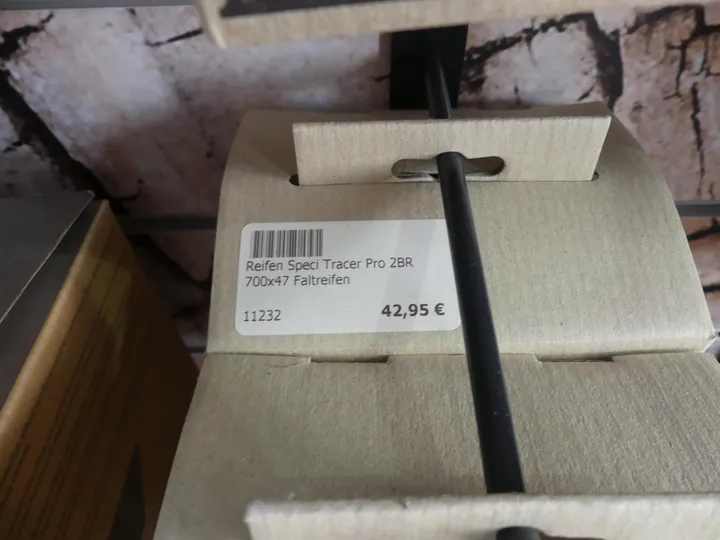 Reifen Speci Tracer Pro 2BR
700x47 Faltreifen
11232 42,95 €